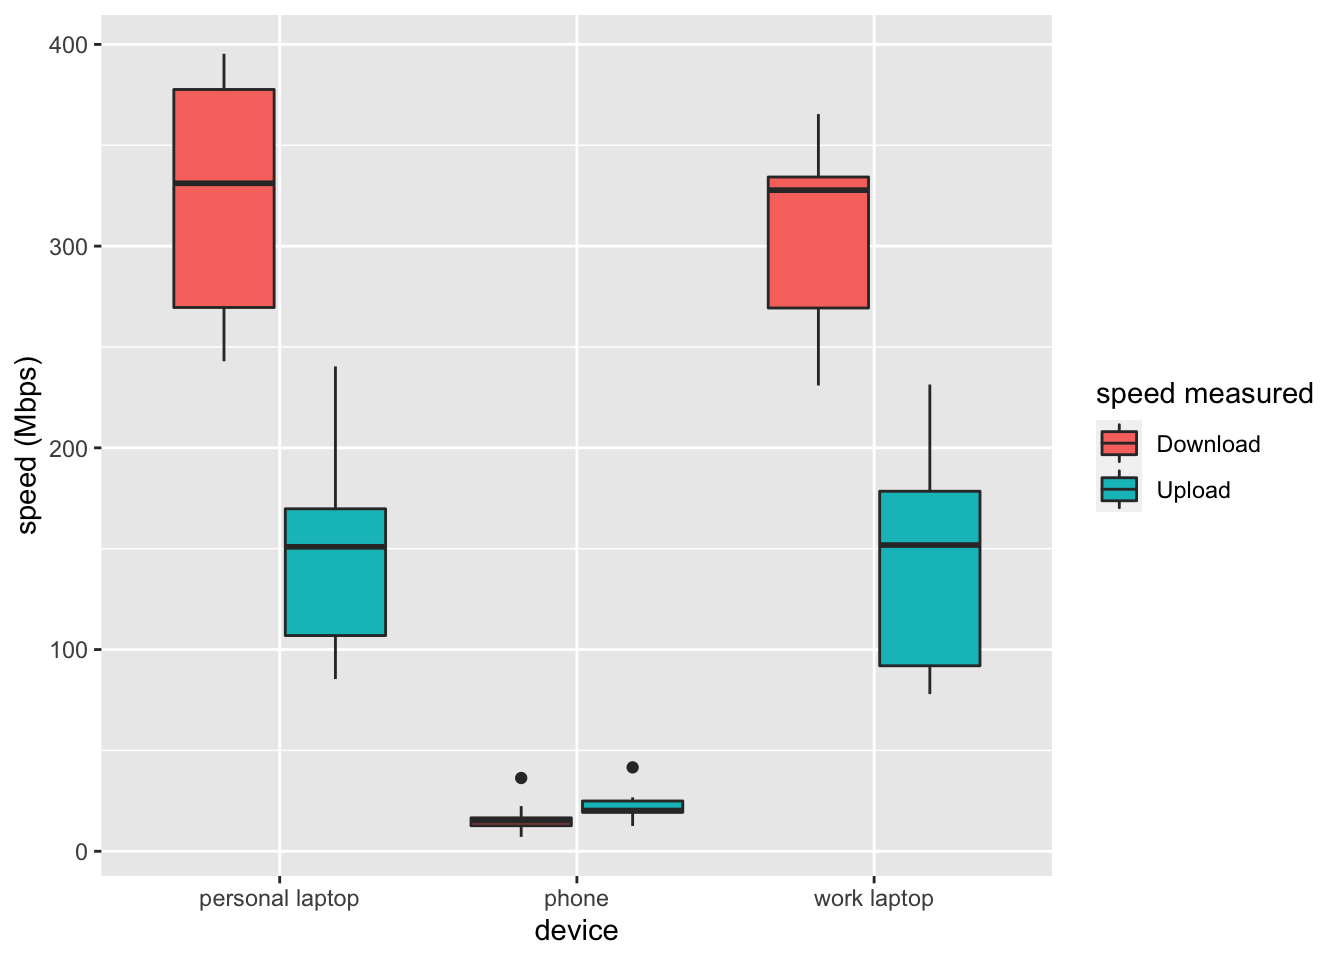 400
300
200
100
0
speed (Mbps)
personal laptop
phone
work laptop
device
speed measured
Download
Upload